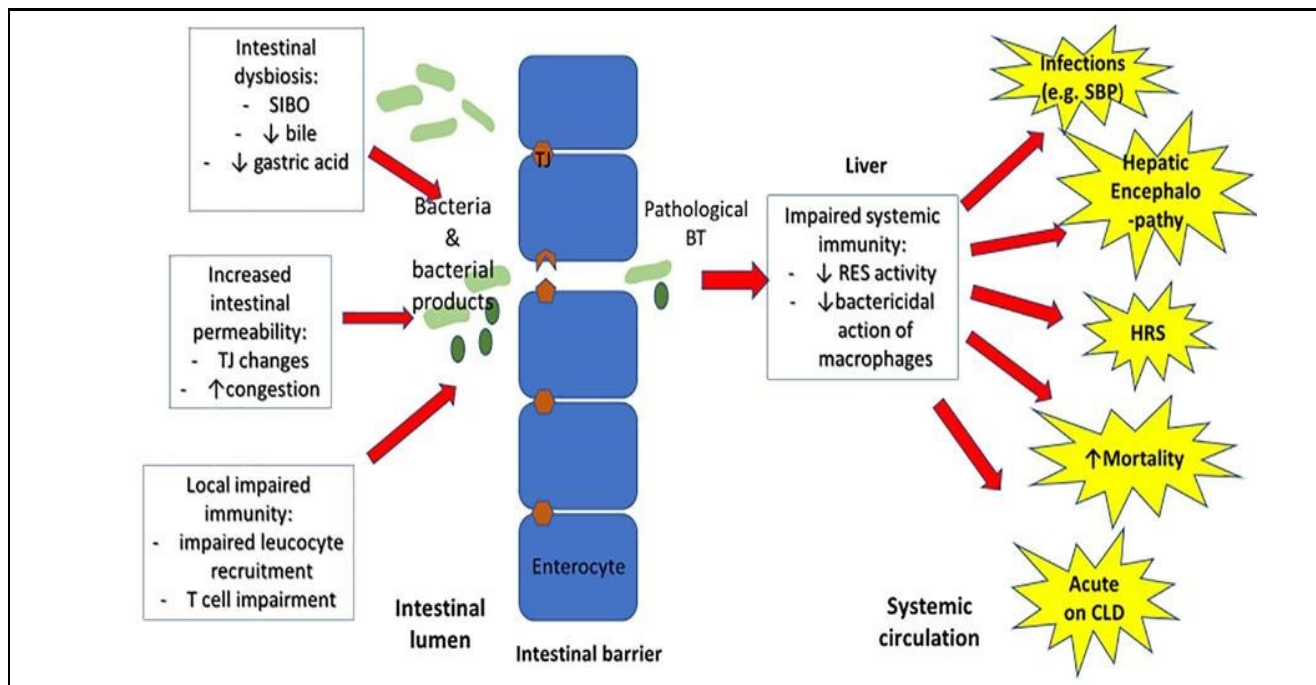 Intestinal
dysbiosis:
- SIBO
- ↓ bile
- ↓ gastric acid
Increased
intestinal
permeability:
- TJ changes
- ↑congestion
Local impaired
immunity:
- impaired leucocyte
recruitment
- T cell impairment
Bacteria
&
bacterial
products
Intestinal
lumen
TJ
Enterocyte
Intestinal barrier
Pathological
BT
Liver
Impaired systemic
immunity:
- ↓ RES activity
- ↓bactericidal
action of
macrophages
Systemic
circulation
Infections
(e.g. SBP)
Hepatic
Encephalo
-pathy
HRS
↑Mortality
Acute
on CLD